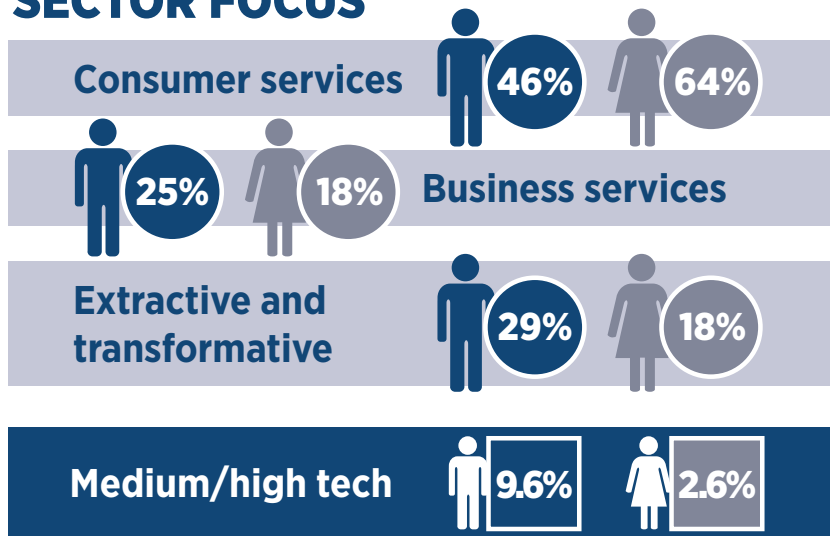 SECTOR FOCUS
Consumer services 46% 64%
25% 18% Business services
Extractive and
transformative 29% 18%
Medium/high tech 9.6% 2.6%